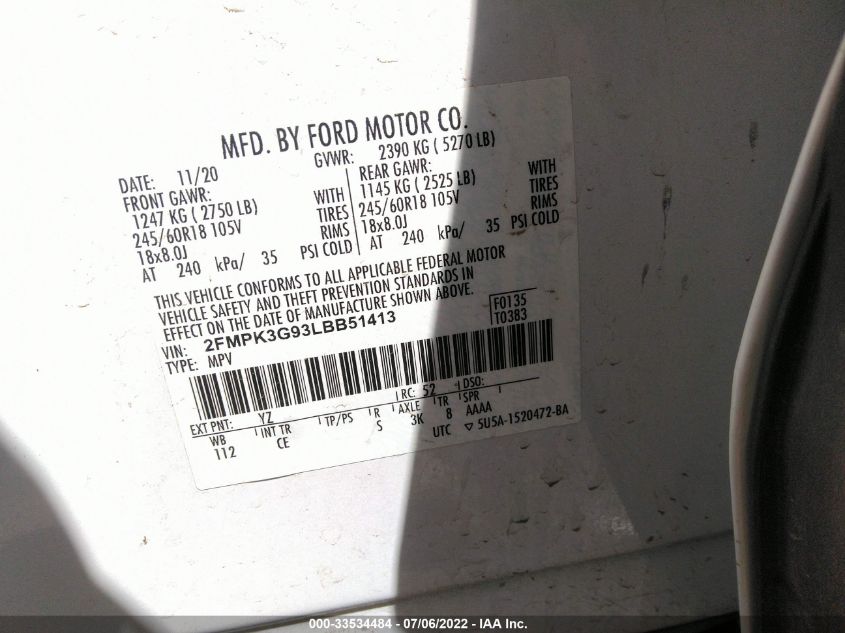 MFD. BY FORD MOTOR CO.
DATE: 11/20 GVWR: 2390 KG ( 5270 LB)
FRONT GAWR: REAR GAWR:
1247 KG ( 2750 LB) WITH 1145 KG ( 2525 LB) WITH
245/60R18 105V TIRES 245/60R18 105V TIRES
18x8.0J RIMS 18x8.0J RIMS
AT 240 kPa/ 35 PSI COLD AT 240 kPa/ 35 PSI COLD
THIS VEHICLE CONFORMS TO ALL APPLICABLE FEDERAL MOTOR
VEHICLE SAFETY AND THEFT PREVENTION STANDARDS IN
EFFECT ON THE DATE OF MANUFACTURE SHOWN ABOVE.
VIN: 2FMPK3G93LBB51413 F0135
TYPE: MPV T0383
EXT PNT: YZ RC: 52 DSO:
WB INT TR TP/PS R AXLE TR SPR
112 CE S 3K 8 AAAA
UTC ▽ 5U5A-1520472-BA
000-33534484 - 07/06/2022 - IAA Inc.